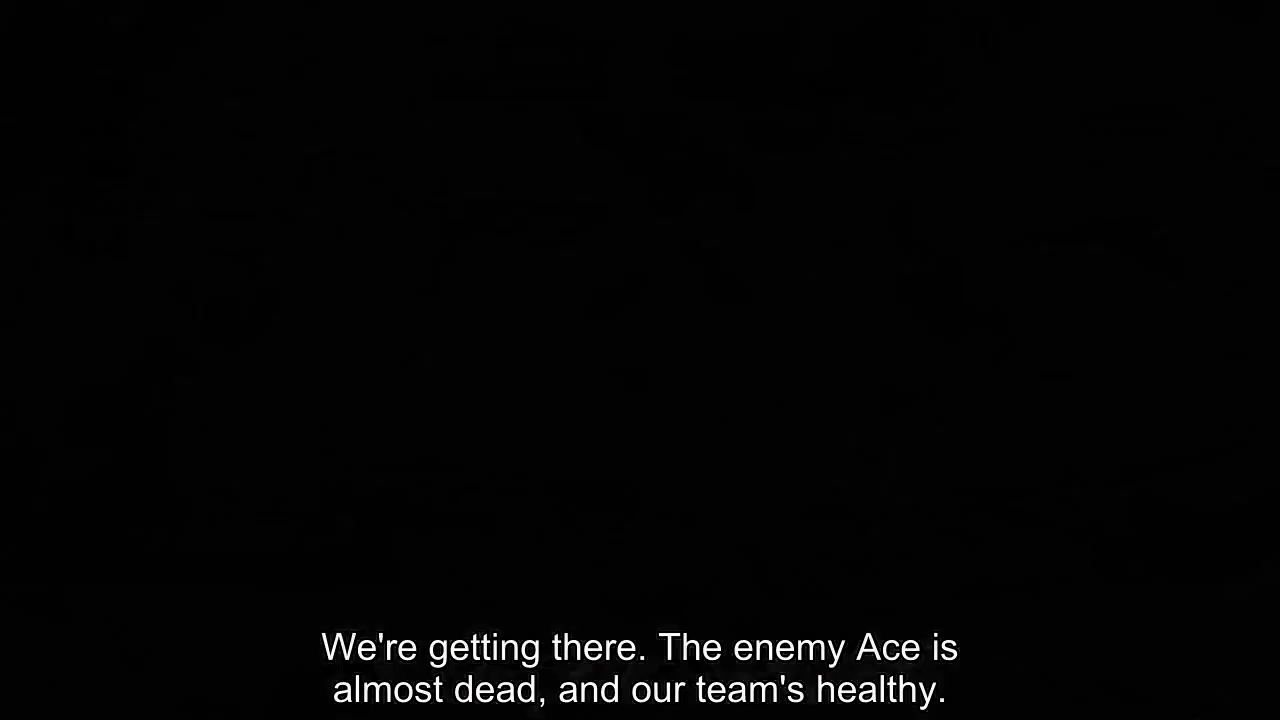 We're getting there. The enemy Ace is
almost dead, and our team's healthy.